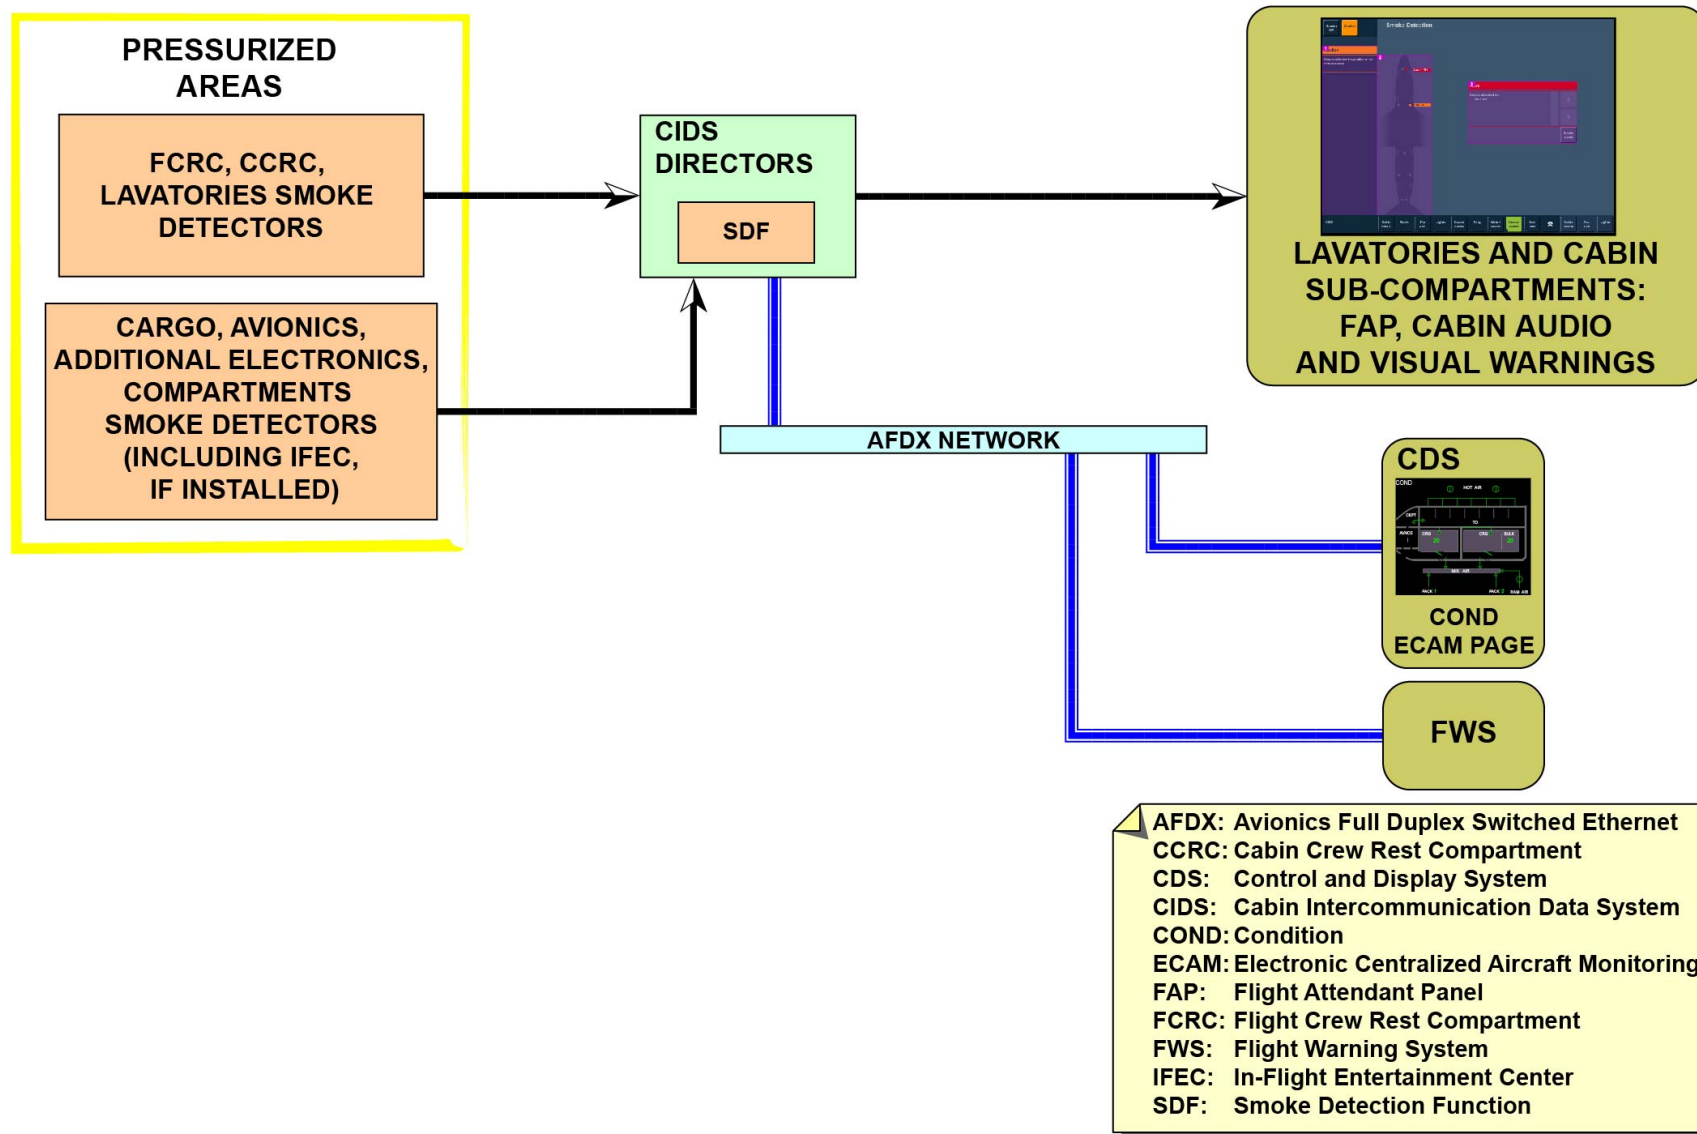 PRESSURIZED
AREAS
FCRC, CCRC,
LAVATORIES SMOKE
DETECTORS
CARGO, AVIONICS,
ADDITIONAL ELECTRONICS,
COMPARTMENTS
SMOKE DETECTORS
(INCLUDING IFEC,
IF INSTALLED)
CIDS
DIRECTORS
SDF
AFDX NETWORK
Smoke Detection
LAVATORIES AND CABIN
SUB-COMPARTMENTS:
FAP, CABIN AUDIO
AND VISUAL WARNINGS
CDS
COND
HOT AIR
TO
AVNCS
CRG
CRG
BULK
20
20
MIX AIR
PACK 1
PACK 2
RAM AIR
COND
ECAM PAGE
FWS
AFDX: Avionics Full Duplex Switched Ethernet
CCRC: Cabin Crew Rest Compartment
CDS: Control and Display System
CIDS: Cabin Intercommunication Data System
COND: Condition
ECAM: Electronic Centralized Aircraft Monitoring
FAP: Flight Attendant Panel
FCRC: Flight Crew Rest Compartment
FWS: Flight Warning System
IFEC: In-Flight Entertainment Center
SDF: Smoke Detection Function